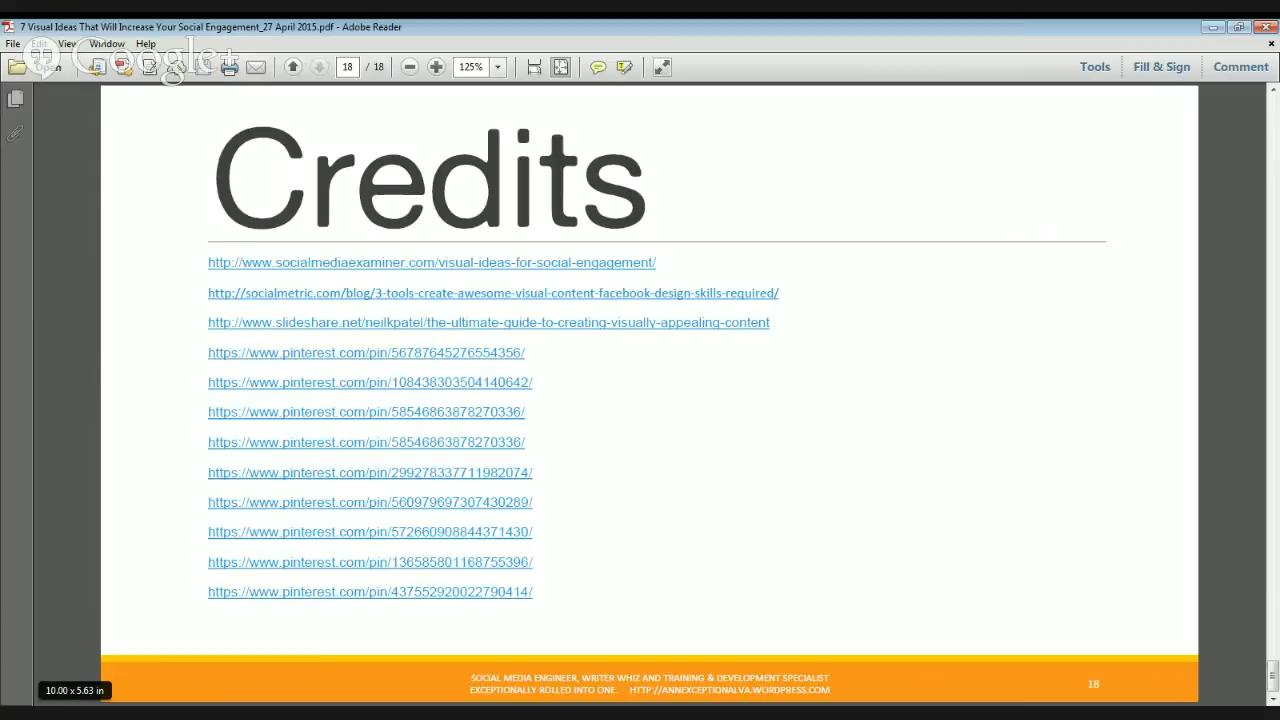 7 Visual Ideas That Will Increase Your Social Engagement_27 April 2015.pdf - Adobe Reader
File Edit View Window Help
Google+
Open 18 / 18 125% Tools Fill & Sign Comment
Credits
http://www.socialmediaexaminer.com/visual-ideas-for-social-engagement/
http://socialmetric.com/blog/3-tools-create-awesome-visual-content-facebook-design-skills-required/
http://www.slideshare.net/neilkpatel/the-ultimate-guide-to-creating-visually-appealing-content
https://www.pinterest.com/pin/56787645276554356/
https://www.pinterest.com/pin/108438303504140642/
https://www.pinterest.com/pin/58546863878270336/
https://www.pinterest.com/pin/58546863878270336/
https://www.pinterest.com/pin/299278337711982074/
https://www.pinterest.com/pin/560979697307430289/
https://www.pinterest.com/pin/572660908844371430/
https://www.pinterest.com/pin/136585801168755396/
https://www.pinterest.com/pin/437552920022790414/
SOCIAL MEDIA ENGINEER, WRITER WHIZ AND TRAINING & DEVELOPMENT SPECIALIST
EXCEPTIONALLY ROLLED INTO ONE. HTTP://ANNEXCEPTIONALVA.WORDPRESS.COM
18
10.00 x 5.63 in